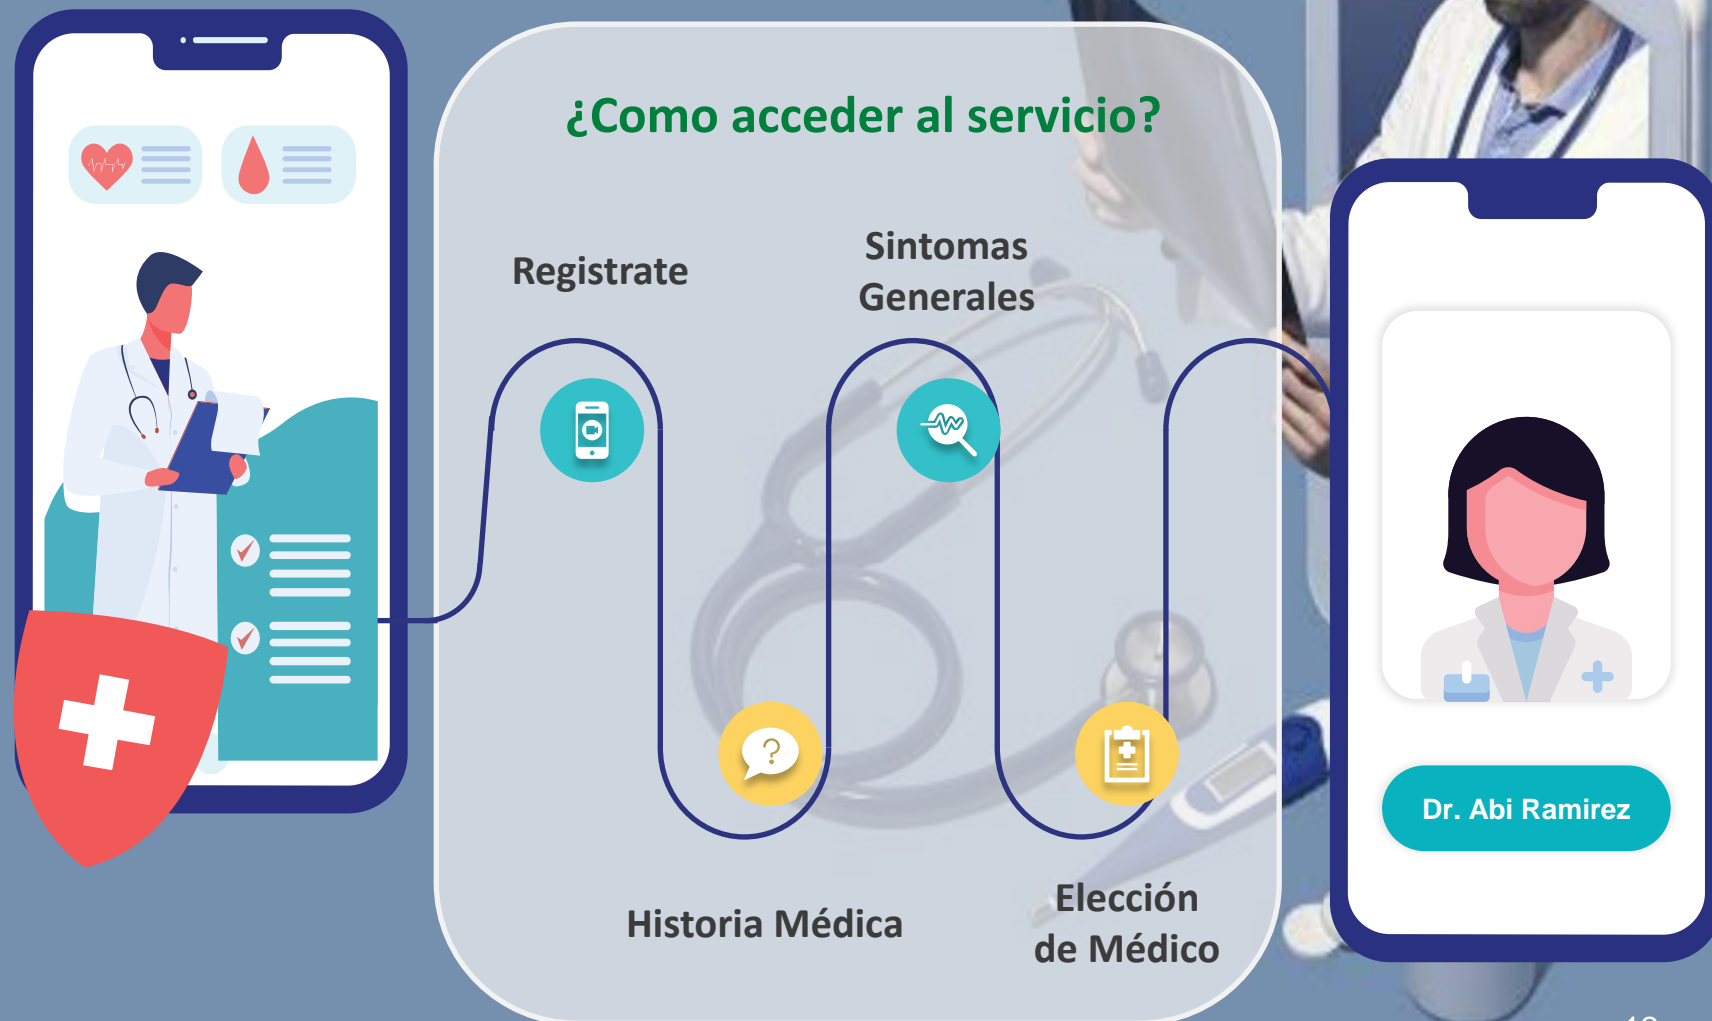 ¿Como acceder al servicio?
Registrate
Sintomas
Generales
Historia Médica
Elección
de Médico
Dr. Abi Ramirez